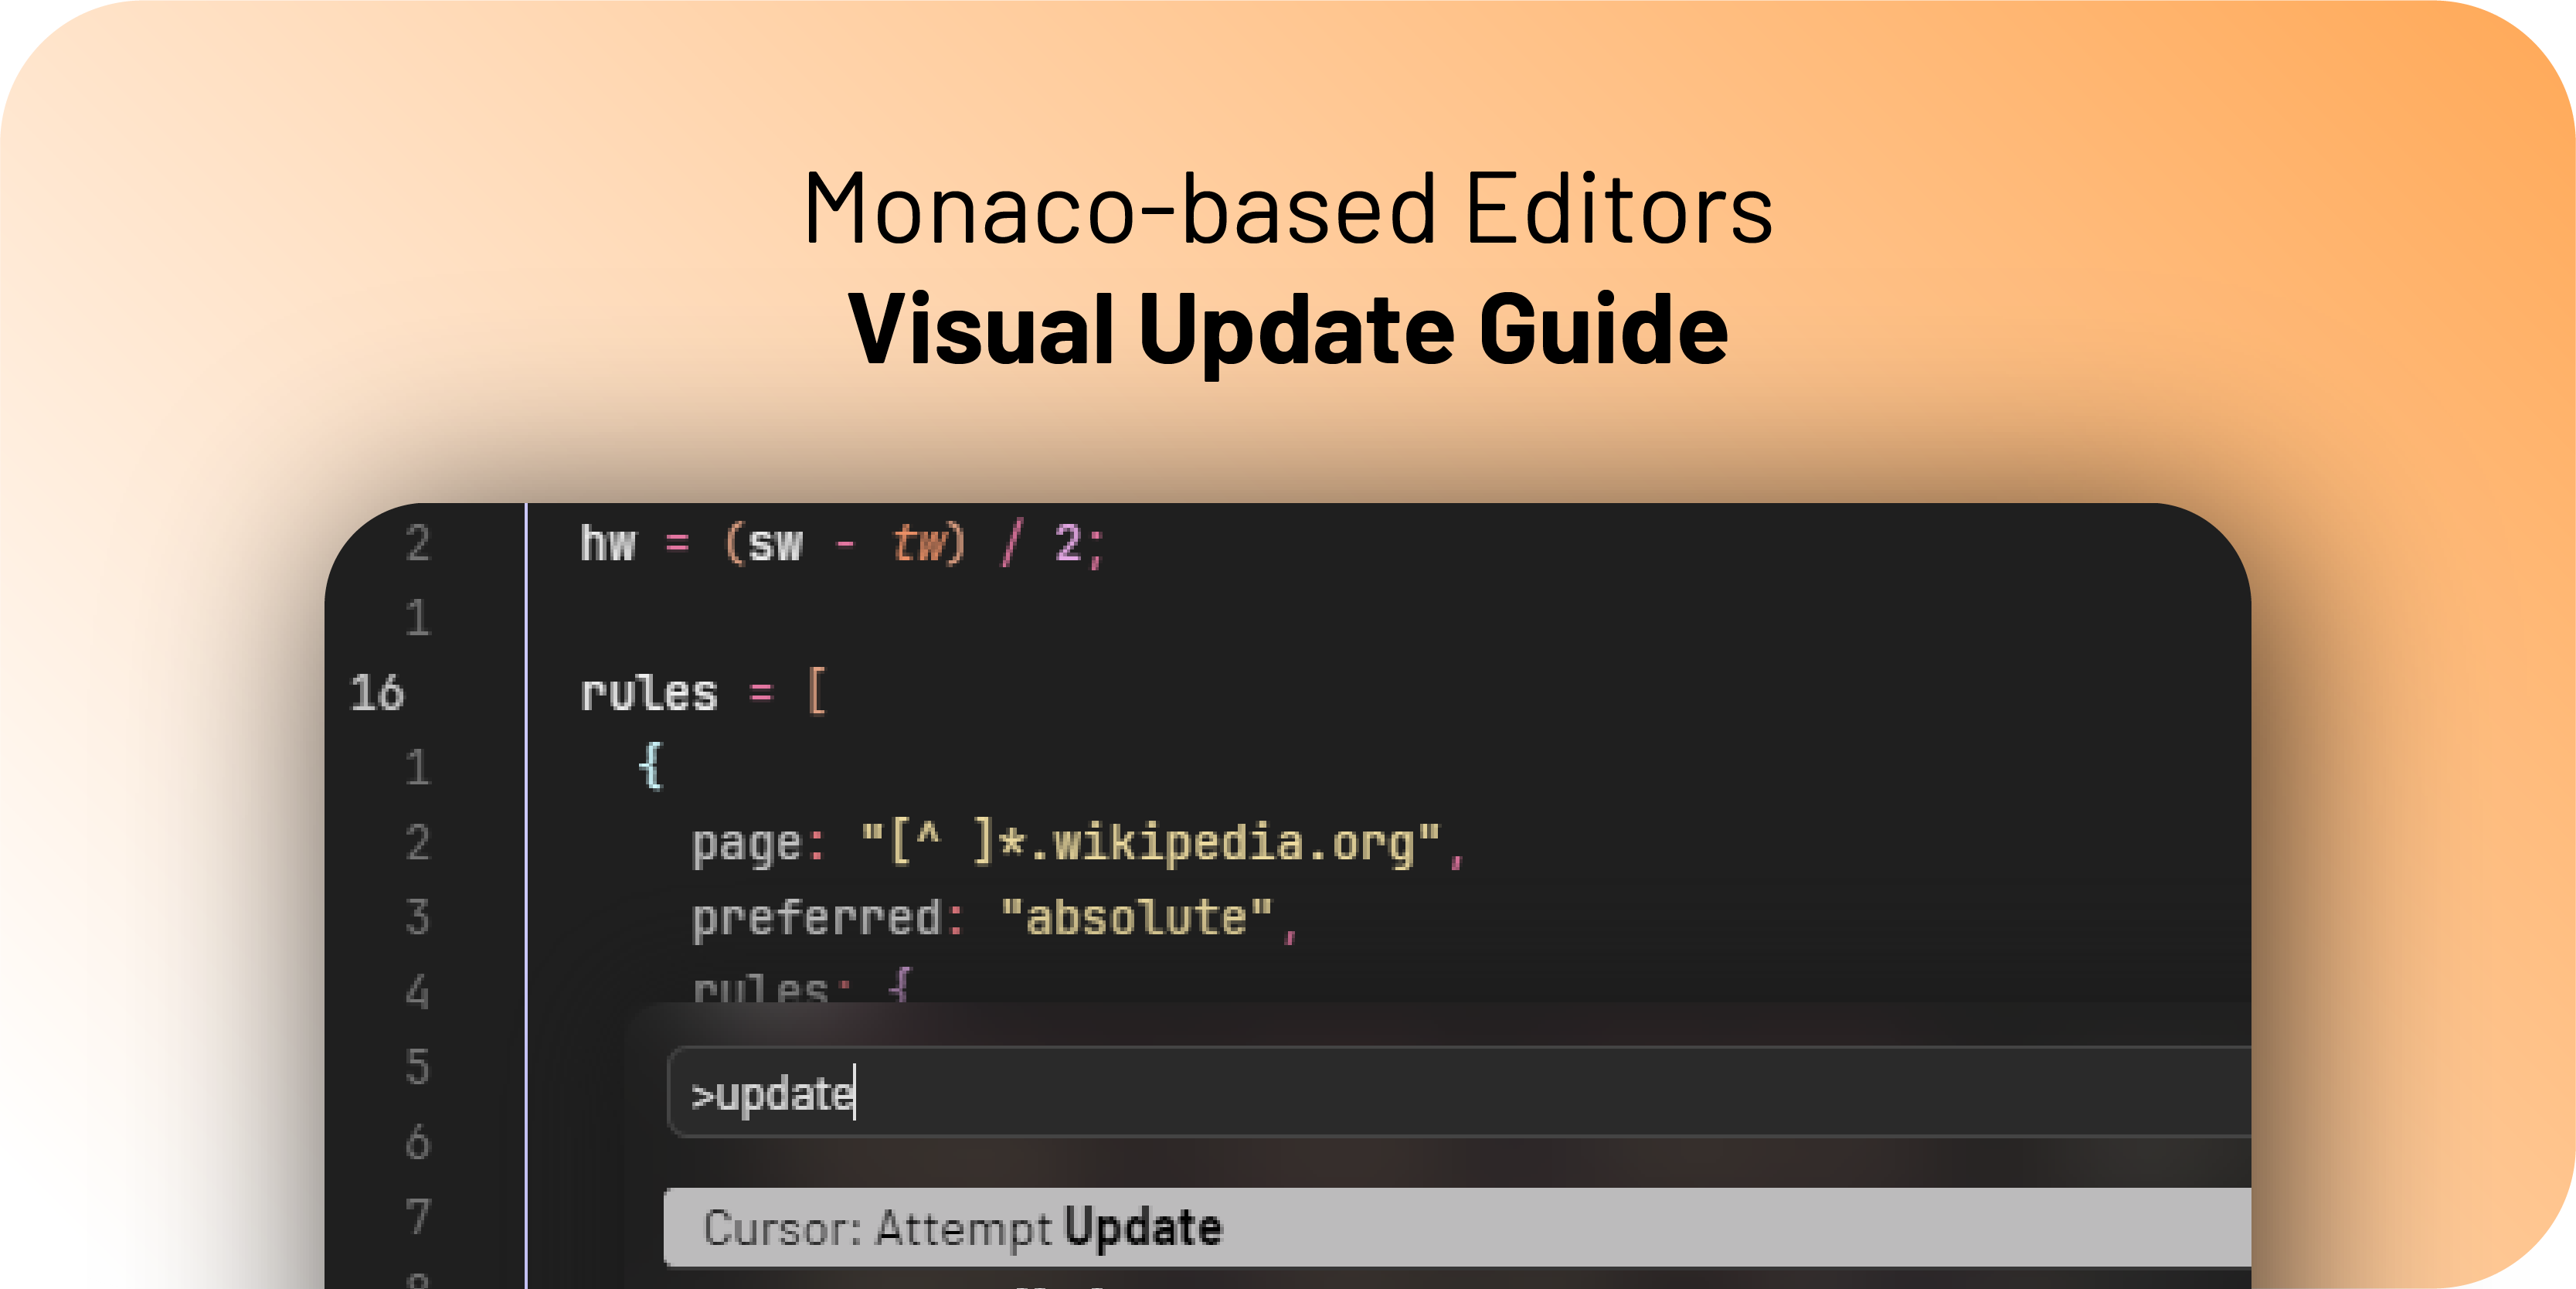 Monaco-based Editors
Visual Update Guide
2 hw = (sw - tw) / 2;
1
16 rules = [
1 {
2 page: "[^ ]*.wikipedia.org",
3 preferred: "absolute",
4 rules: {
5 >update
6
7 Cursor: Attempt Update
8